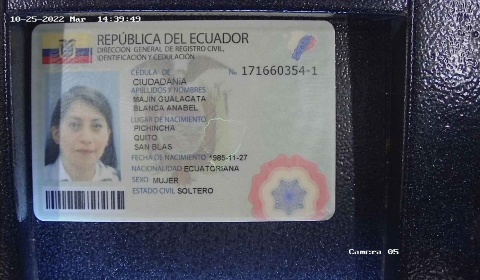 10-25-2022 Mar 14:39:49
REPÚBLICA DEL ECUADOR
DIRECCIÓN GENERAL DE REGISTRO CIVIL,
IDENTIFICACIÓN Y CEDULACIÓN
CÉDULA DE No 171660354-1
CIUDADANÍA
APELLIDOS Y NOMBRES
MAJIN GUALACATA
BLANCA ANABEL
LUGAR DE NACIMIENTO
PICHINCHA
QUITO
SAN BLAS
FECHA DE NACIMIENTO 1985-11-27
NACIONALIDAD ECUATORIANA
SEXO MUJER
ESTADO CIVIL SOLTERO
Camera 05